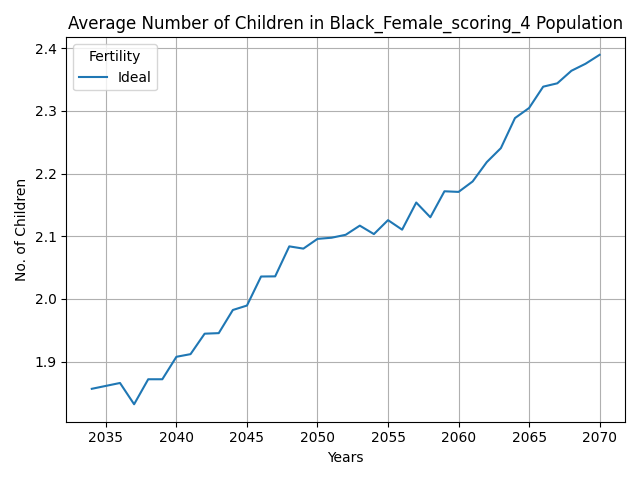 Average Number of Children in Black_Female_scoring_4 Population
Fertility
Ideal
No. of Children
2.4
2.3
2.2
2.1
2.0
1.9
2035 2040 2045 2050 2055 2060 2065 2070
Years